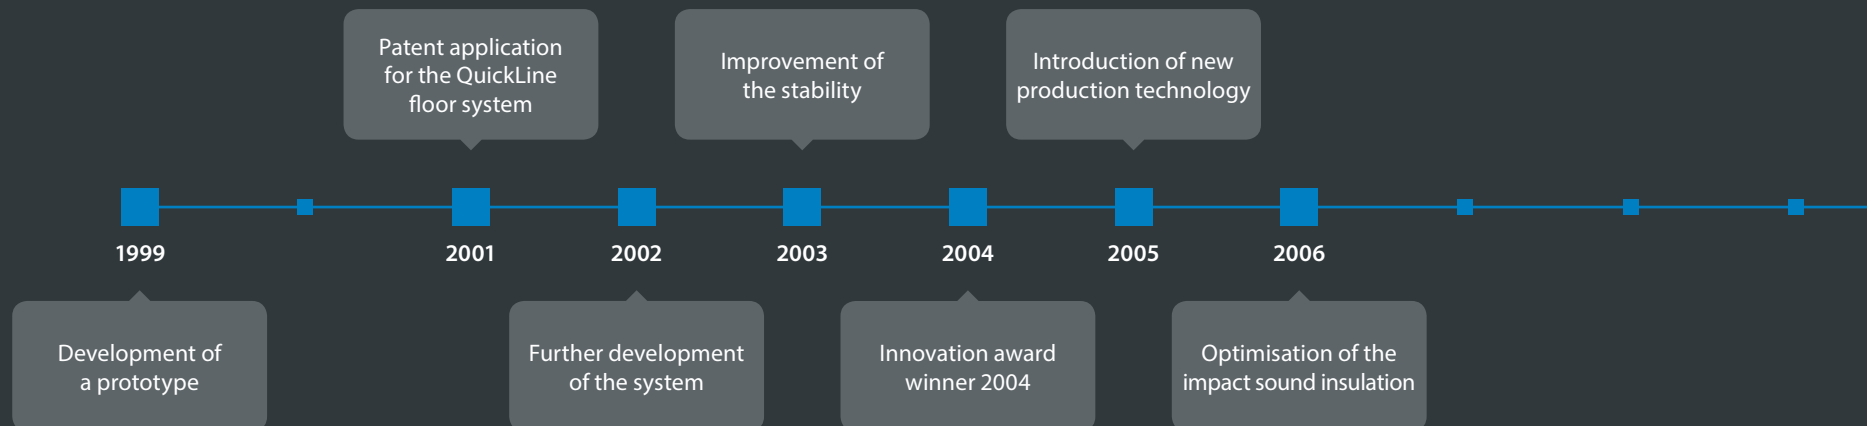 Patent application
for the QuickLine
floor system
Improvement of
the stability
Introduction of new
production technology
1999
2001
2002
2003
2004
2005
2006
Development of
a prototype
Further development
of the system
Innovation award
winner 2004
Optimisation of the
impact sound insulation